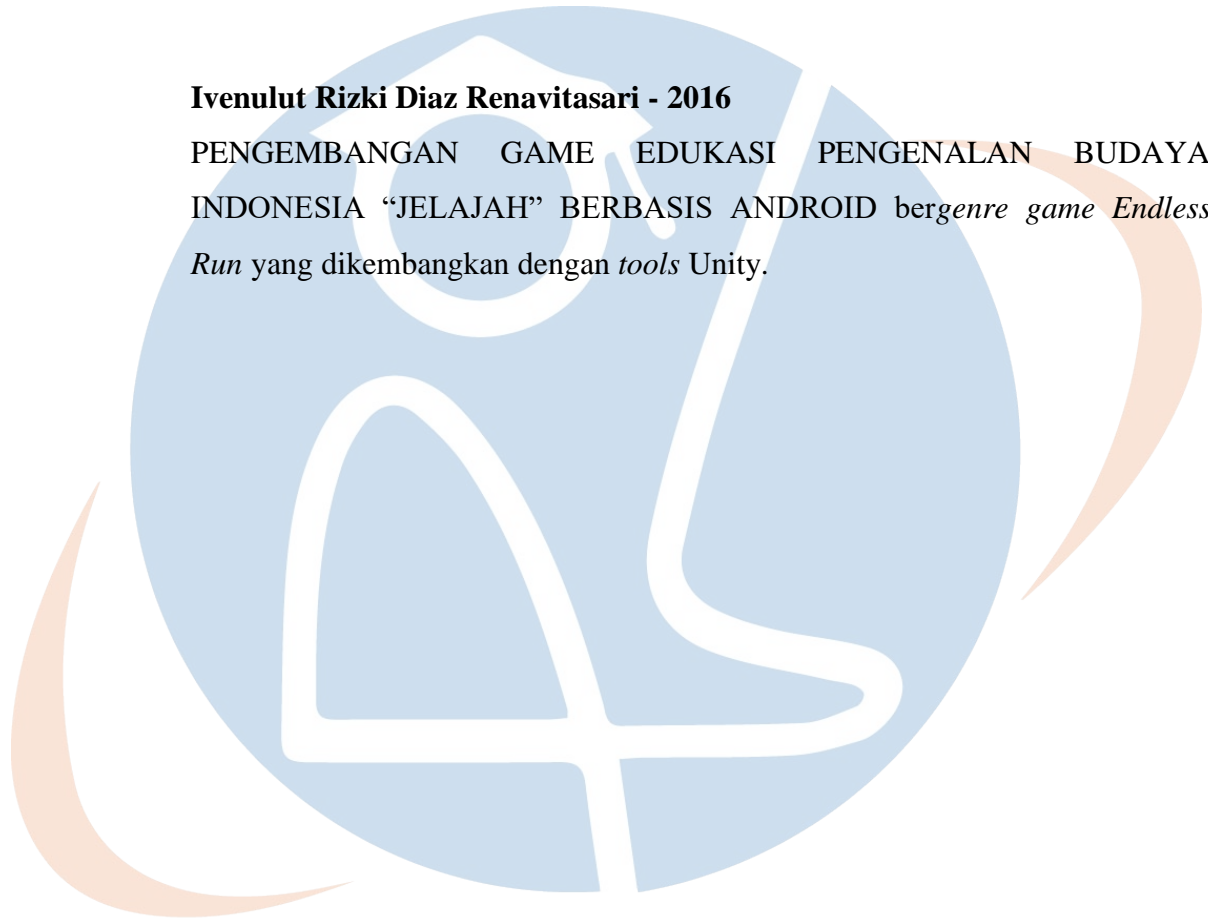 Ivenulut Rizki Diaz Renavitasari - 2016
PENGEMBANGAN GAME EDUKASI PENGENALAN BUDAYA
INDONESIA “JELAJAH” BERBASIS ANDROID bergenre game Endless
Run yang dikembangkan dengan tools Unity.